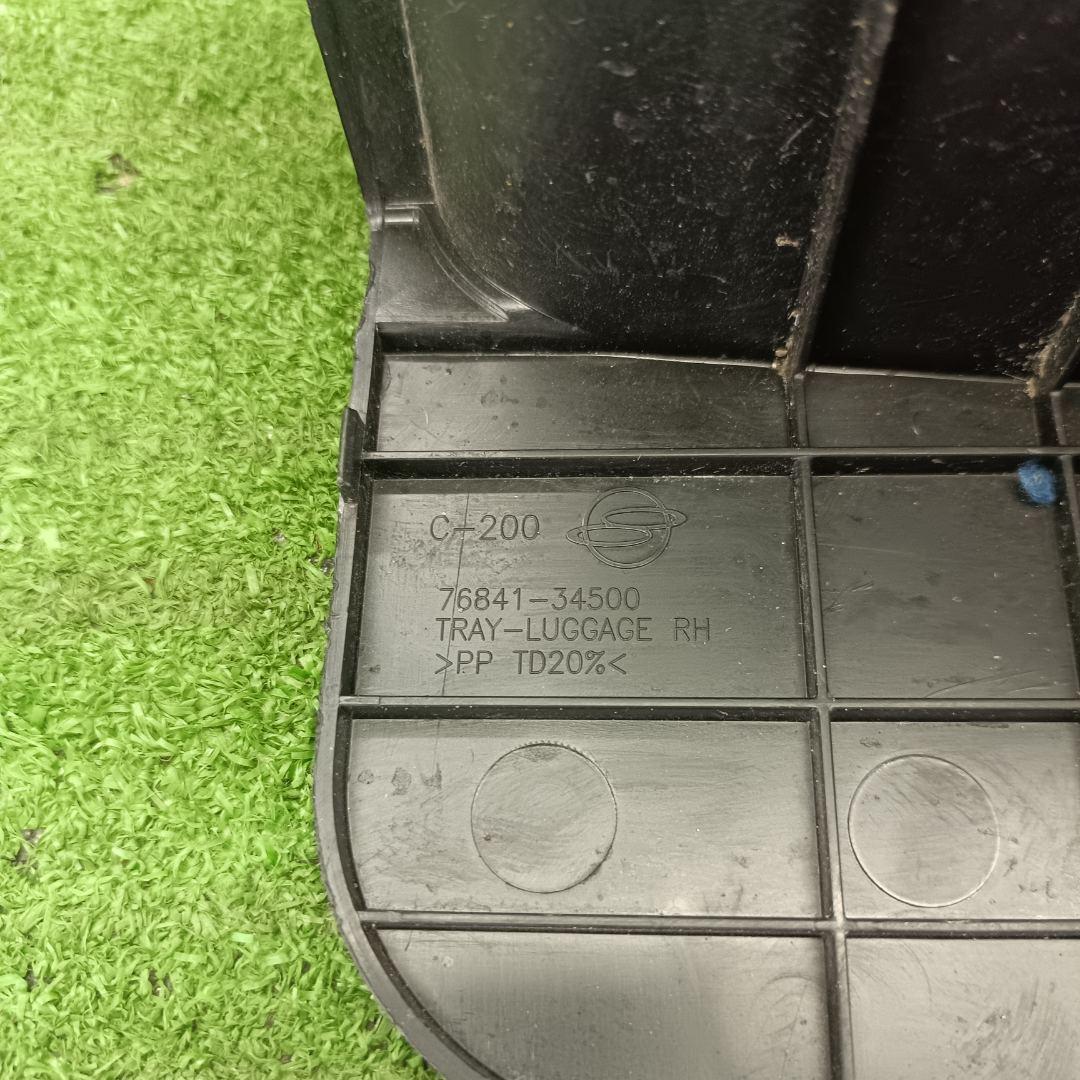 C-200
76841-34500
TRAY-LUGGAGE RH
>PP TD20%<